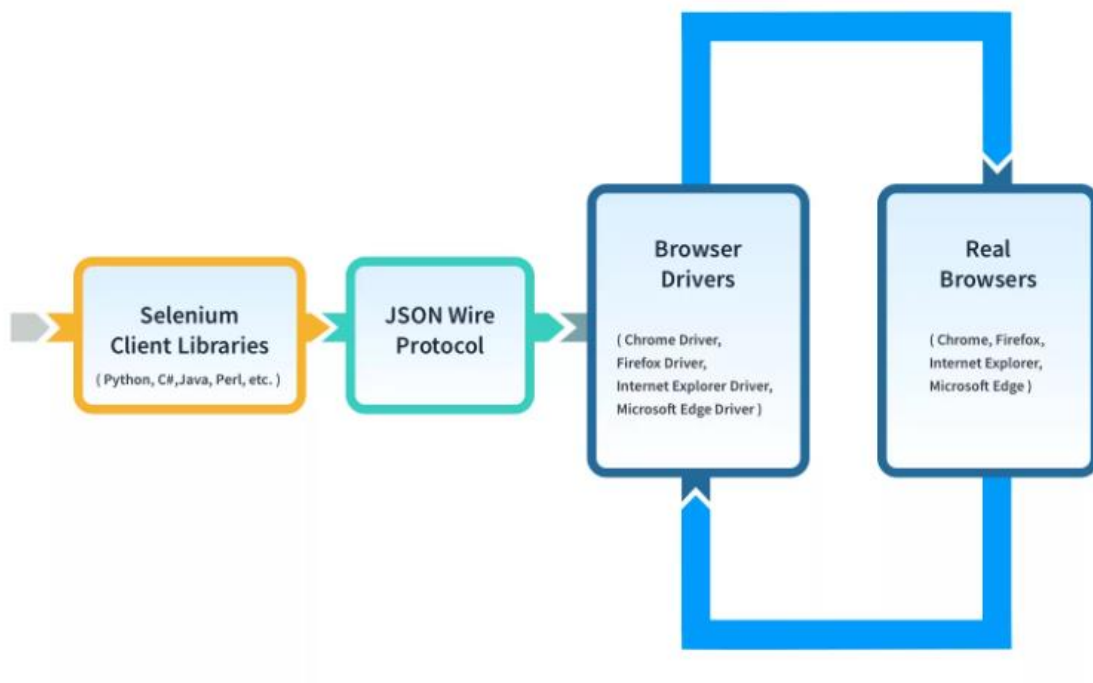 Selenium
Client Libraries
( Python, C#,Java, Perl, etc. )
JSON Wire
Protocol
Browser
Drivers
( Chrome Driver,
Firefox Driver,
Internet Explorer Driver,
Microsoft Edge Driver )
Real
Browsers
( Chrome, Firefox,
Internet Explorer,
Microsoft Edge )